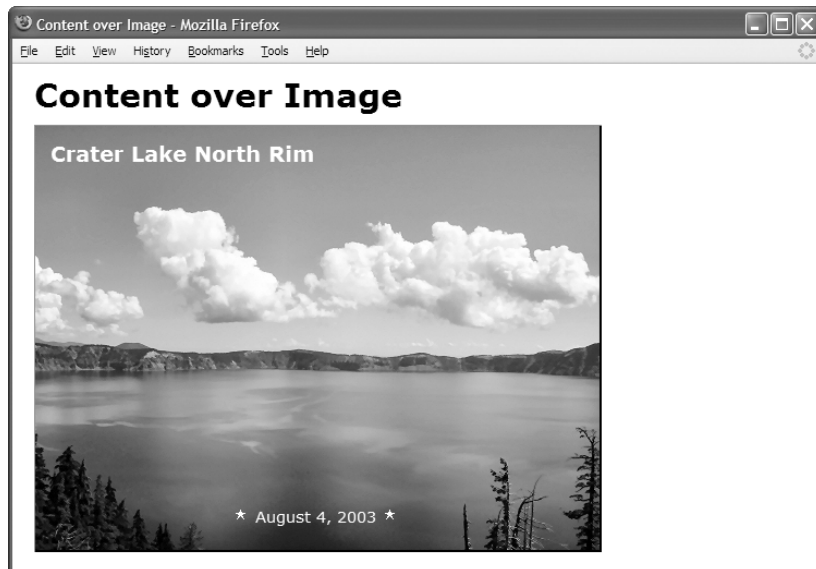 Content over Image - Mozilla Firefox
File Edit View History Bookmarks Tools Help
Content over Image
Crater Lake North Rim
★ August 4, 2003 ★